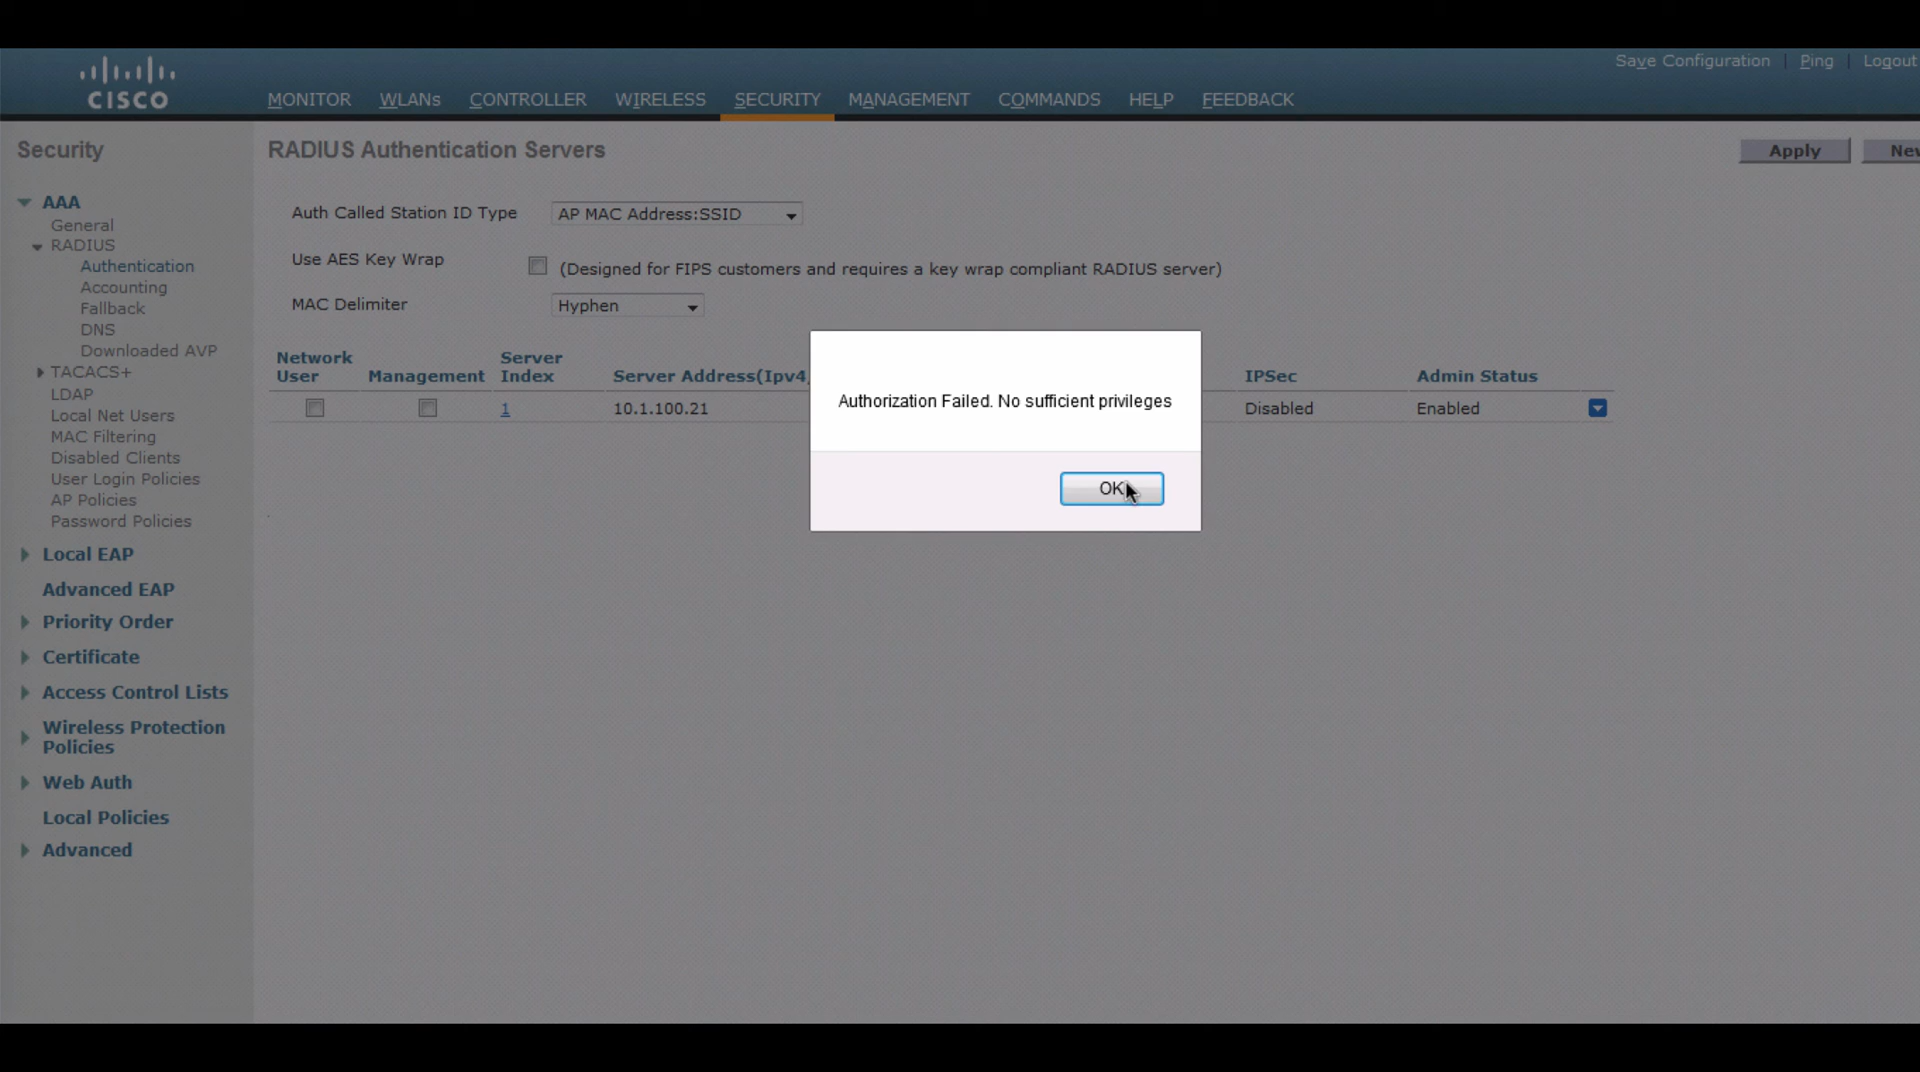 Save Configuration | Ping | Logout
CISCO
MONITOR WLANs CONTROLLER WIRELESS SECURITY MANAGEMENT COMMANDS HELP FEEDBACK
Security
AAA
General
RADIUS
Authentication
Accounting
Fallback
DNS
Downloaded AVP
TACACS+
LDAP
Local Net Users
MAC Filtering
Disabled Clients
User Login Policies
AP Policies
Password Policies
Local EAP
Advanced EAP
Priority Order
Certificate
Access Control Lists
Wireless Protection
Policies
Web Auth
Local Policies
Advanced
RADIUS Authentication Servers
Apply
Auth Called Station ID Type AP MAC Address:SSID
Use AES Key Wrap (Designed for FIPS customers and requires a key wrap compliant RADIUS server)
MAC Delimiter Hyphen
Network
User Management Server
Index Server Address(Ipv4, IPSec Admin Status
1 10.1.100.21 Disabled Enabled
Authorization Failed. No sufficient privileges
OK